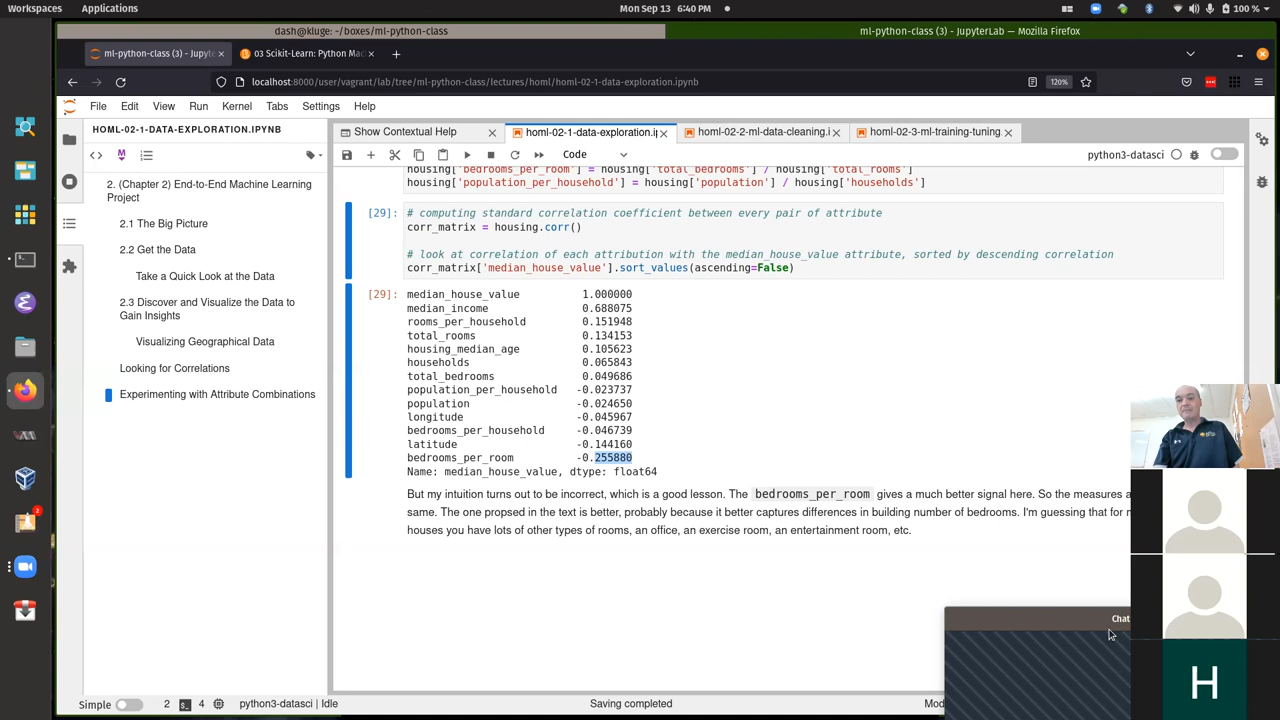 Workspaces Applications Mon Sep 13 6:40 PM 100 %
dash@kluge: ~/boxes/ml-python-class ml-python-class (3) - JupyterLab — Mozilla Firefox
ml-python-class (3) - Jupyte 03 Scikit-Learn: Python Mac
localhost:8000/user/vagrant/lab/tree/ml-python-class/lectures/homl/homl-02-1-data-exploration.ipynb 120%
File Edit View Run Kernel Tabs Settings Help
HOML-02-1-DATA-EXPLORATION.IPYNB
Show Contextual Help homl-02-1-data-exploration.ip homl-02-2-ml-data-cleaning.i homl-02-3-ml-training-tuning.
Code python3-datasci
2. (Chapter 2) End-to-End Machine Learning
Project
2.1 The Big Picture
2.2 Get the Data
Take a Quick Look at the Data
2.3 Discover and Visualize the Data to
Gain Insights
Visualizing Geographical Data
Looking for Correlations
Experimenting with Attribute Combinations
housing['bedrooms_per_room'] = housing['total_bedrooms'] / housing['total_rooms']
housing['population_per_household'] = housing['population'] / housing['households']
[29]: # computing standard correlation coefficient between every pair of attribute
corr_matrix = housing.corr()
# look at correlation of each attribution with the median_house_value attribute, sorted by descending correlation
corr_matrix['median_house_value'].sort_values(ascending=False)
[29]: median_house_value 1.000000
median_income 0.688075
rooms_per_household 0.151948
total_rooms 0.134153
housing_median_age 0.105623
households 0.065843
total_bedrooms 0.049686
population_per_household -0.023737
population -0.024650
longitude -0.045967
bedrooms_per_household -0.046739
latitude -0.144160
bedrooms_per_room -0.255880
Name: median_house_value, dtype: float64
But my intuition turns out to be incorrect, which is a good lesson. The bedrooms_per_room gives a much better signal here. So the measures a
same. The one propsed in the text is better, probably because it better captures differences in building number of bedrooms. I'm guessing that for
houses you have lots of other types of rooms, an office, an exercise room, an entertainment room, etc.
Chat
H
Simple 2 4 python3-datasci | Idle Saving completed Mod
2